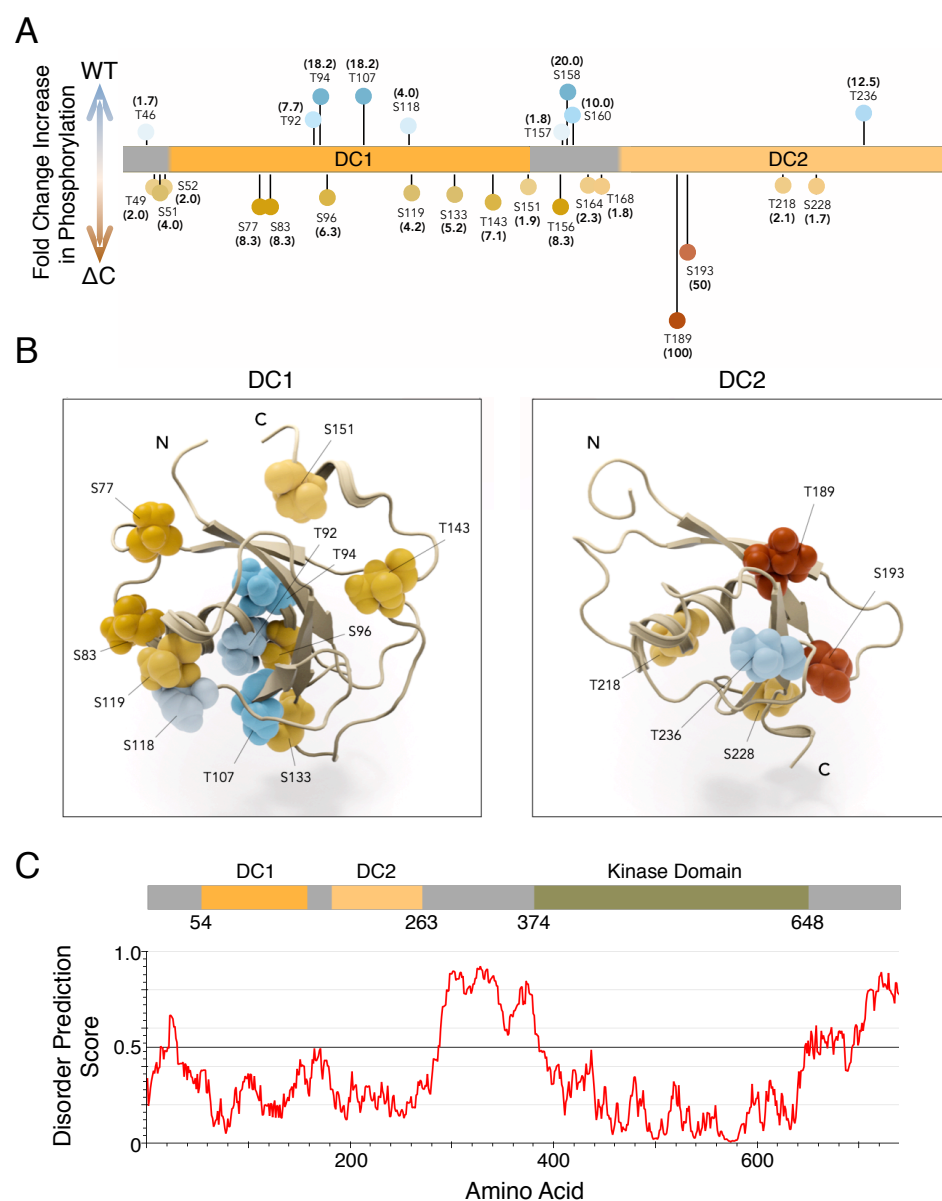 A
WT
Fold Change Increase
in Phosphorylation
ΔC
(1.7)
T46
(7.7)
T92
(18.2)
T94
(18.2)
T107
(4.0)
S118
(1.8)
T157
(20.0)
S158
(10.0)
S160
(12.5)
T236
DC1
DC2
T49
(2.0)
S51
(4.0)
S52
(2.0)
S77
(8.3)
S83
(8.3)
S96
(6.3)
S119
(4.2)
S133
(5.2)
T143
(7.1)
S151
(1.9)
T156
(8.3)
S164
(2.3)
T168
(1.8)
T189
(100)
S193
(50)
T218
(2.1)
S228
(1.7)
B
DC1
N
C
S151
S77
T92
T94
T143
S83
S96
S119
S118
T107
S133
DC2
N
T189
S193
T218
T236
S228
C
C
DC1
DC2
Kinase Domain
54
263
374
648
Disorder Prediction
Score
1.0
0.5
0
200
400
600
Amino Acid